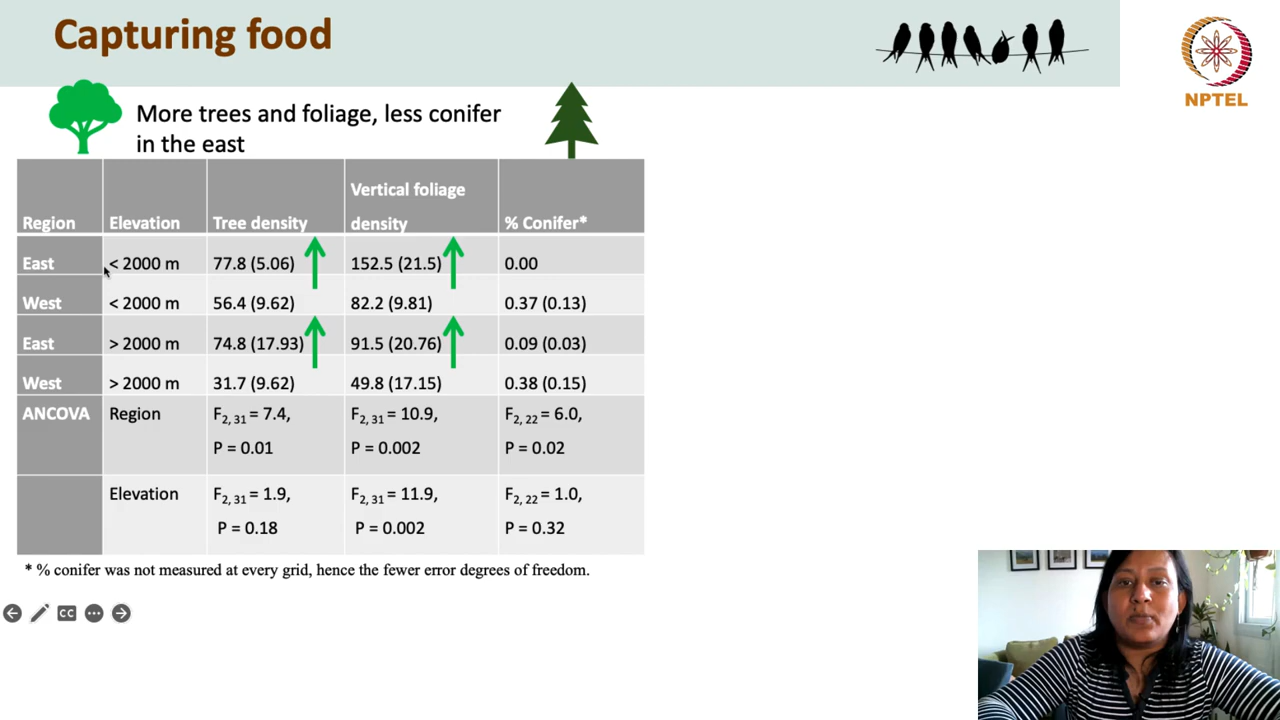 Capturing food
NPTEL
More trees and foliage, less conifer
in the east
Region Elevation Tree density Vertical foliage density % Conifer*
East < 2000 m 77.8 (5.06) 152.5 (21.5) 0.00
West < 2000 m 56.4 (9.62) 82.2 (9.81) 0.37 (0.13)
East > 2000 m 74.8 (17.93) 91.5 (20.76) 0.09 (0.03)
West > 2000 m 31.7 (9.62) 49.8 (17.15) 0.38 (0.15)
ANCOVA Region F2, 31 = 7.4, F2, 31 = 10.9, F2, 22 = 6.0,
P = 0.01 P = 0.002 P = 0.02
Elevation F2, 31 = 1.9, F2, 31 = 11.9, F2, 22 = 1.0,
P = 0.18 P = 0.002 P = 0.32
* % conifer was not measured at every grid, hence the fewer error degrees of freedom.
CC